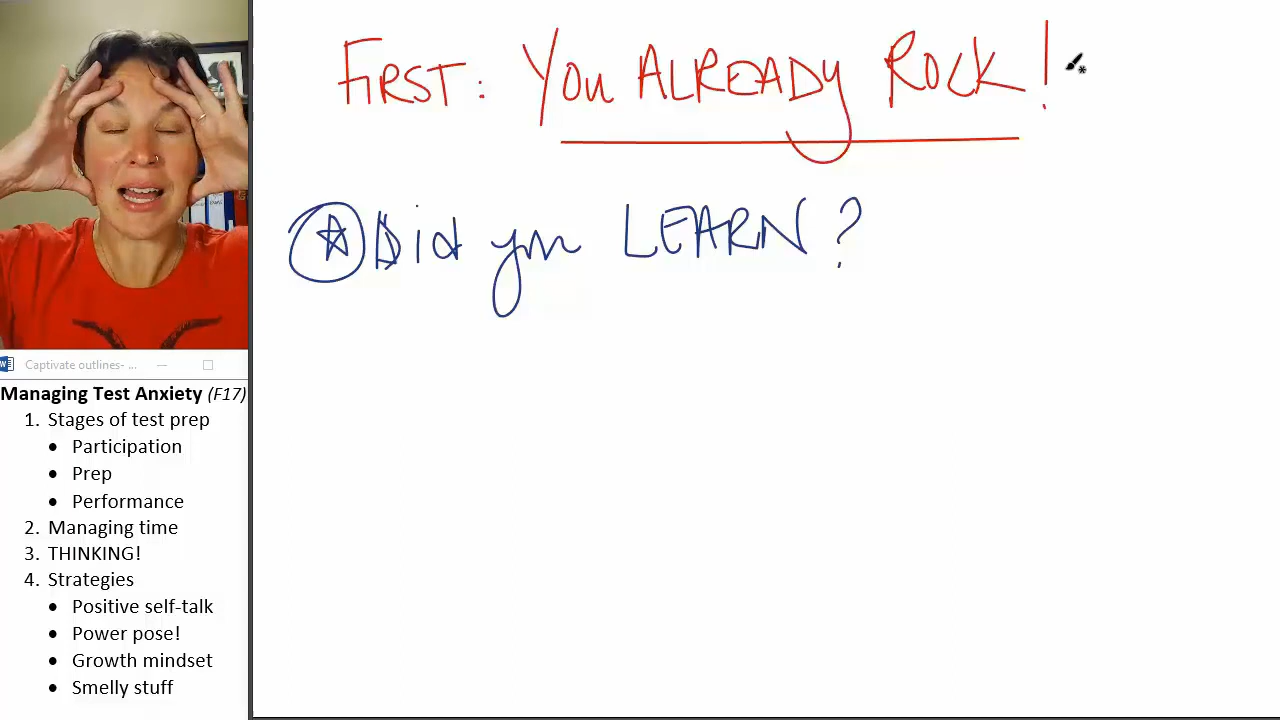 FIRST: YOU ALREADY ROCK!
Did you LEARN?
Captivate outlines- ...
Managing Test Anxiety (F17)
1. Stages of test prep
• Participation
• Prep
• Performance
2. Managing time
3. THINKING!
4. Strategies
• Positive self-talk
• Power pose!
• Growth mindset
• Smelly stuff